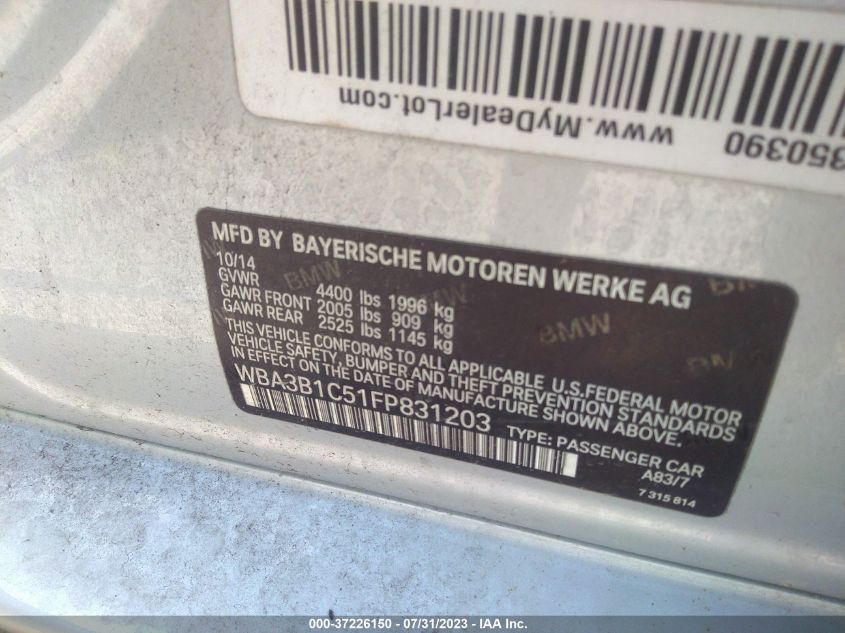 www.MyDealerLot.com
350390
MFD BY BAYERISCHE MOTOREN WERKE AG
10/14
GVWR 4400 lbs 1996 kg
GAWR FRONT 2005 lbs 909 kg
GAWR REAR 2525 lbs 1145 kg
THIS VEHICLE CONFORMS TO ALL APPLICABLE U.S.FEDERAL MOTOR
VEHICLE SAFETY, BUMPER AND THEFT PREVENTION STANDARDS
IN EFFECT ON THE DATE OF MANUFACTURE SHOWN ABOVE.
WBA3B1C51FP831203 TYPE: PASSENGER CAR
A83/7
7 315 814
BMW
BMW
000-37226150 - 07/31/2023 - IAA Inc.